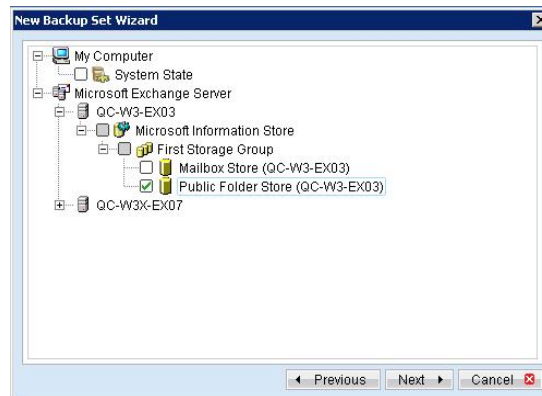 New Backup Set Wizard
My Computer
System State
Microsoft Exchange Server
QC-W3-EX03
Microsoft Information Store
First Storage Group
Mailbox Store (QC-W3-EX03)
Public Folder Store (QC-W3-EX03)
QC-W3X-EX07
Previous Next Cancel